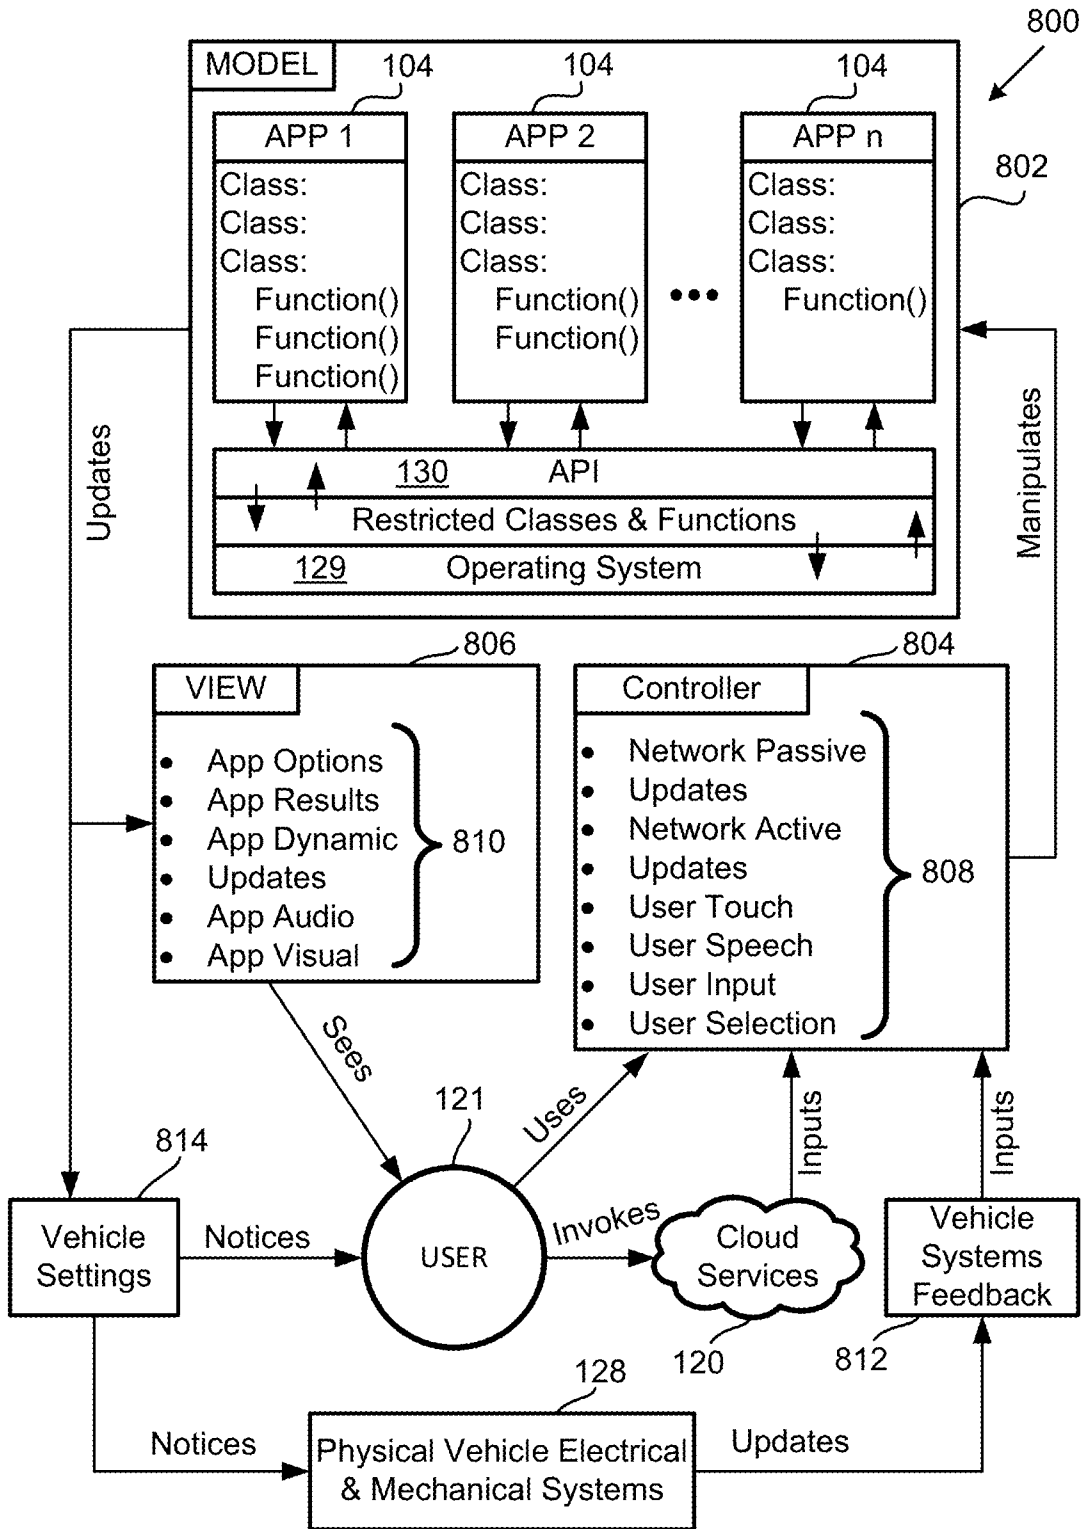 800
MODEL
104
104
104
APP 1
APP 2
APP n
802
Class:
Class:
Class:
Function()
Function()
Function()
Class:
Class:
Class:
Function()
Function()
•••
Class:
Class:
Class:
Function()
Updates
Manipulates
130 API
Restricted Classes & Functions
129 Operating System
806
VIEW
• App Options
• App Results
• App Dynamic
• Updates
• App Audio
• App Visual
810
804
Controller
• Network Passive
• Updates
• Network Active
• Updates
• User Touch
• User Speech
• User Input
• User Selection
808
Sees
Uses
Inputs
Inputs
121
814
Vehicle
Settings
Notices
USER
Invokes
Cloud
Services
Vehicle
Systems
Feedback
120
812
128
Notices
Physical Vehicle Electrical
& Mechanical Systems
Updates